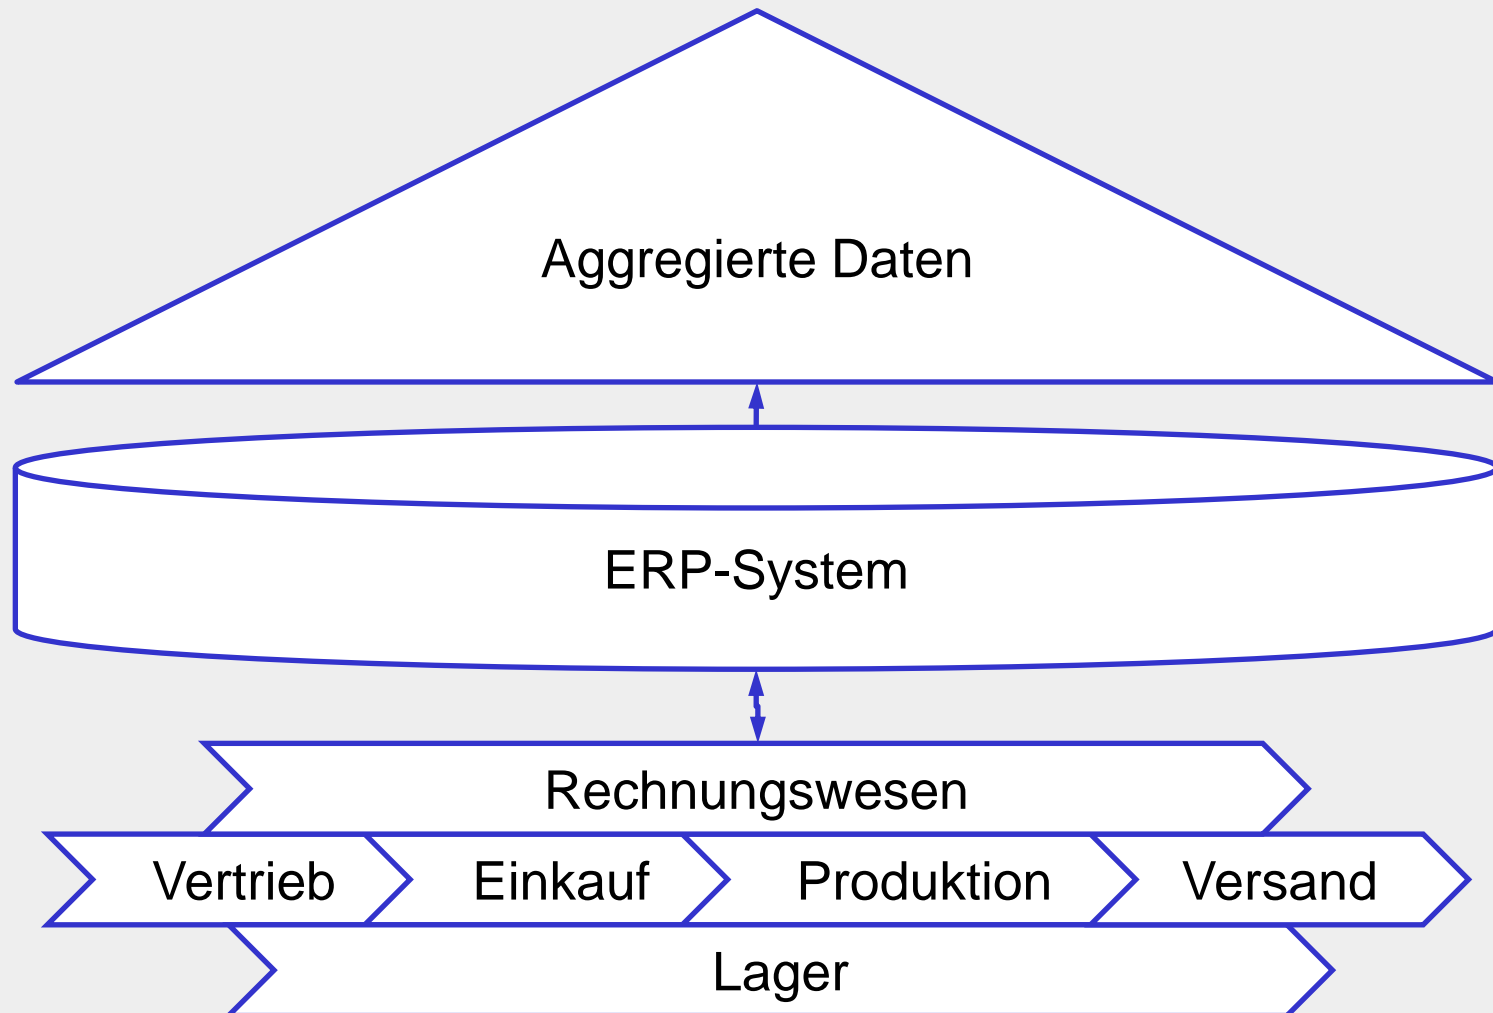 Aggregierte Daten
ERP-System
Rechnungswesen
Vertrieb Einkauf Produktion Versand
Lager